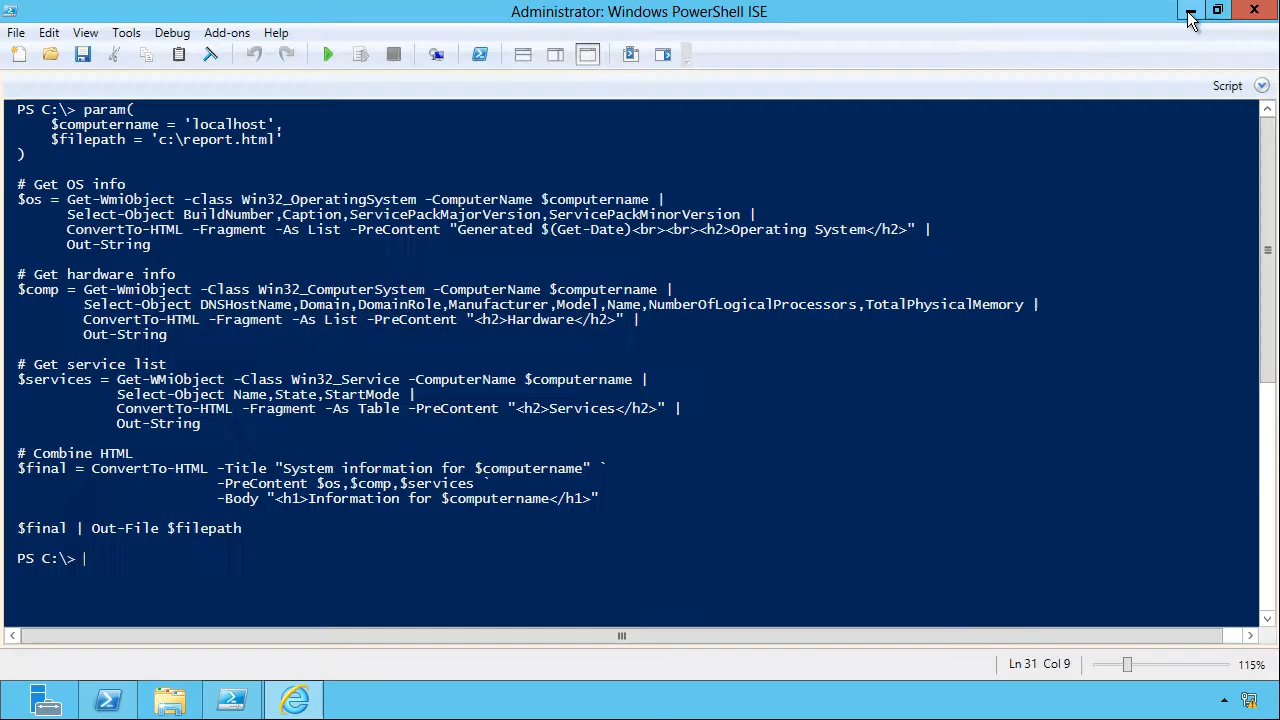 Administrator: Windows PowerShell ISE
File Edit View Tools Debug Add-ons Help
Script
PS C:\> param(
    $computername = 'localhost',
    $filepath = 'c:\report.html'
)
# Get OS info
$os = Get-WmiObject -class Win32_OperatingSystem -ComputerName $computername |
      Select-Object BuildNumber,Caption,ServicePackMajorVersion,ServicePackMinorVersion |
      ConvertTo-HTML -Fragment -As List -PreContent "Generated $(Get-Date)<br><br><h2>Operating System</h2>" |
      Out-String
# Get hardware info
$comp = Get-WmiObject -Class Win32_ComputerSystem -ComputerName $computername |
        Select-Object DNSHostName,Domain,DomainRole,Manufacturer,Model,Name,NumberOfLogicalProcessors,TotalPhysicalMemory |
        ConvertTo-HTML -Fragment -As List -PreContent "<h2>Hardware</h2>" |
        Out-String
# Get service list
$services = Get-WMiObject -Class Win32_Service -ComputerName $computername |
            Select-Object Name,State,StartMode |
            ConvertTo-HTML -Fragment -As Table -PreContent "<h2>Services</h2>" |
            Out-String
# Combine HTML
$final = ConvertTo-HTML -Title "System information for $computername" `
                        -PreContent $os,$comp,$services `
                        -Body "<h1>Information for $computername</h1>"
$final | Out-File $filepath
PS C:\>
Ln 31 Col 9 115%